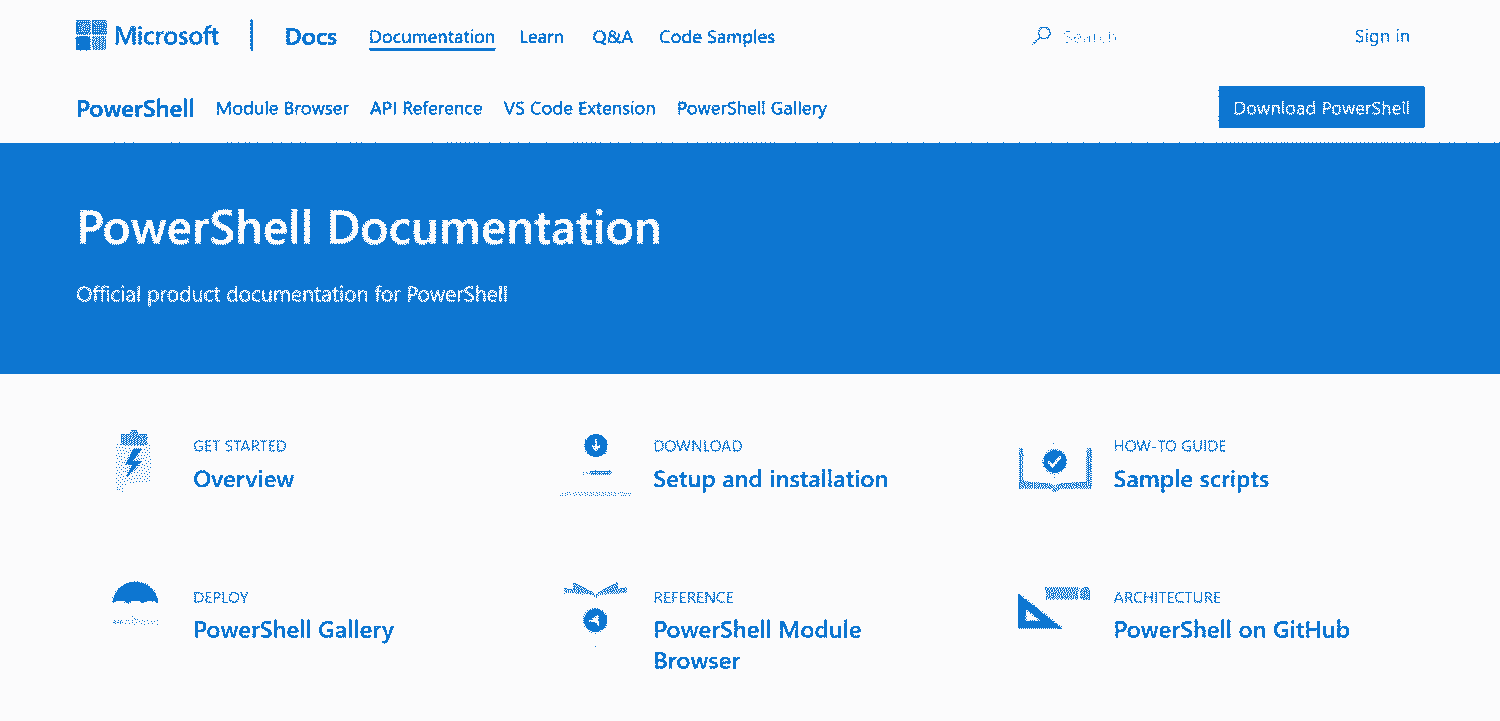 Microsoft Docs Documentation Learn Q&A Code Samples Search Sign in
PowerShell Module Browser API Reference VS Code Extension PowerShell Gallery Download PowerShell
PowerShell Documentation
Official product documentation for PowerShell
GET STARTED
Overview
DOWNLOAD
Setup and installation
HOW-TO GUIDE
Sample scripts
DEPLOY
PowerShell Gallery
REFERENCE
PowerShell Module
Browser
ARCHITECTURE
PowerShell on GitHub